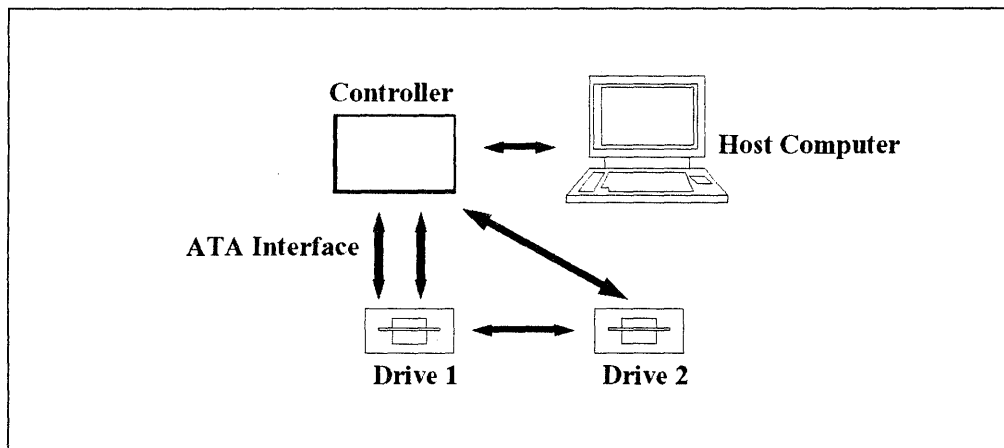 Controller
Host Computer
ATA Interface
Drive 1
Drive 2